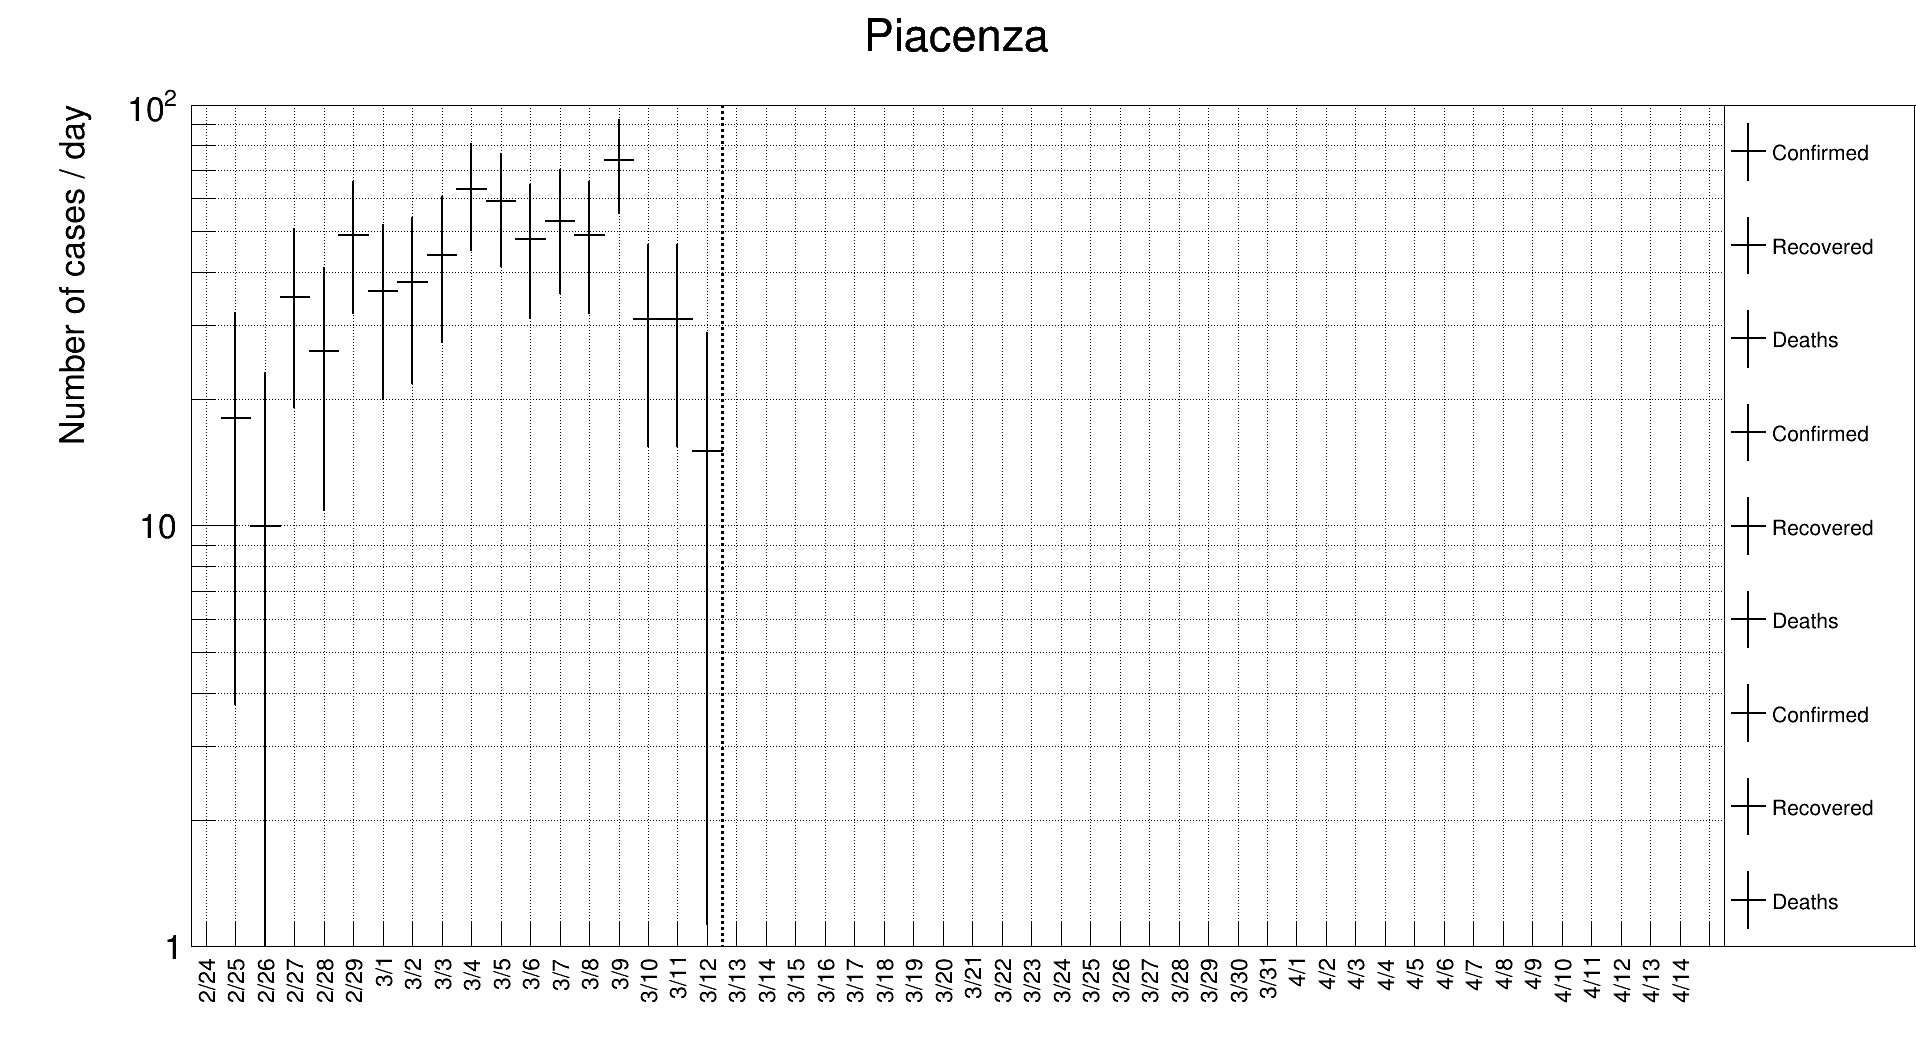 Piacenza
Number of cases / day
10²
10
1
2/24 2/25 2/26 2/27 2/28 2/29 3/1 3/2 3/3 3/4 3/5 3/6 3/7 3/8 3/9 3/10 3/11 3/12 3/13 3/14 3/15 3/16 3/17 3/18 3/19 3/20 3/21 3/22 3/23 3/24 3/25 3/26 3/27 3/28 3/29 3/30 3/31 4/1 4/2 4/3 4/4 4/5 4/6 4/7 4/8 4/9 4/10 4/11 4/12 4/13 4/14
Confirmed
Recovered
Deaths
Confirmed
Recovered
Deaths
Confirmed
Recovered
Deaths